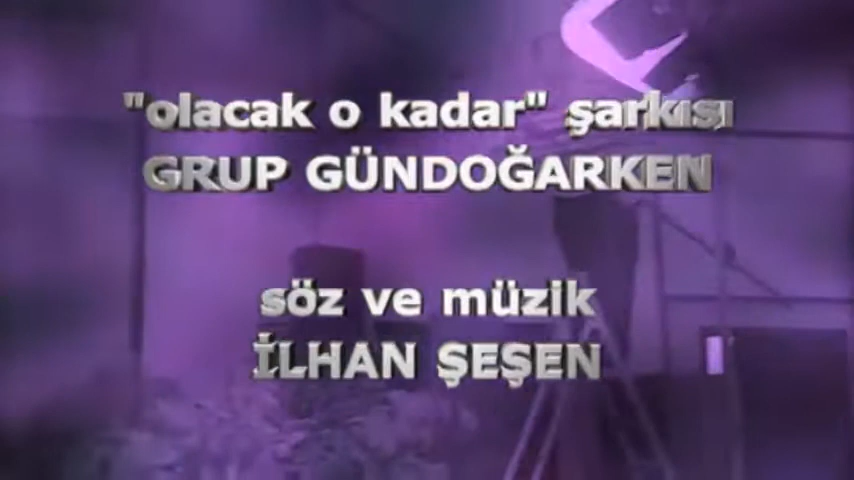 "olacak o kadar" şarkısı
GRUP GÜNDOĞARKEN
söz ve müzik
İLHAN ŞEŞEN